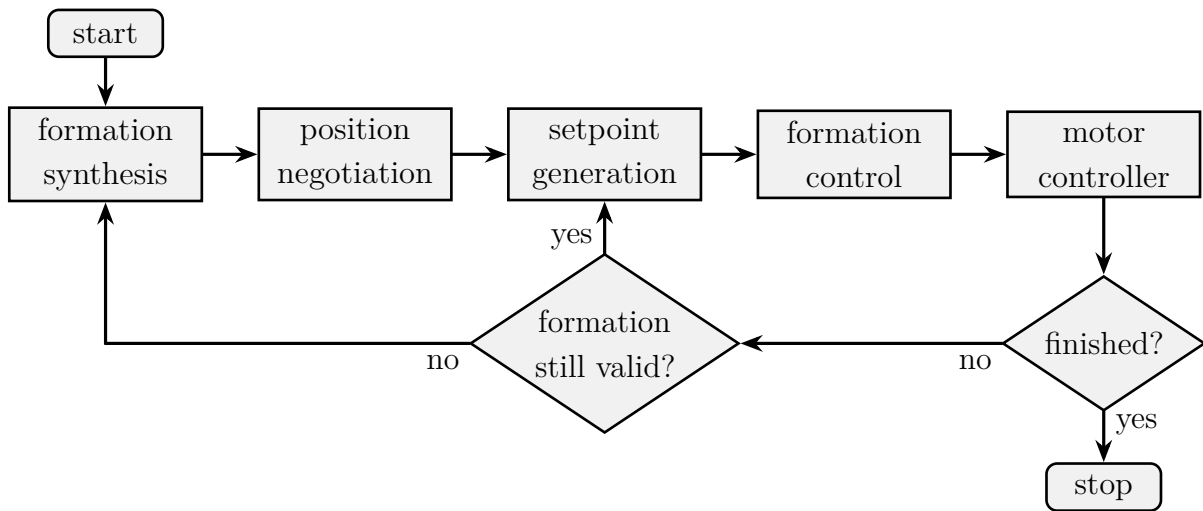 start
formation
synthesis
position
negotiation
setpoint
generation
formation
control
motor
controller
yes
formation
still valid?
no
finished?
no
yes
stop